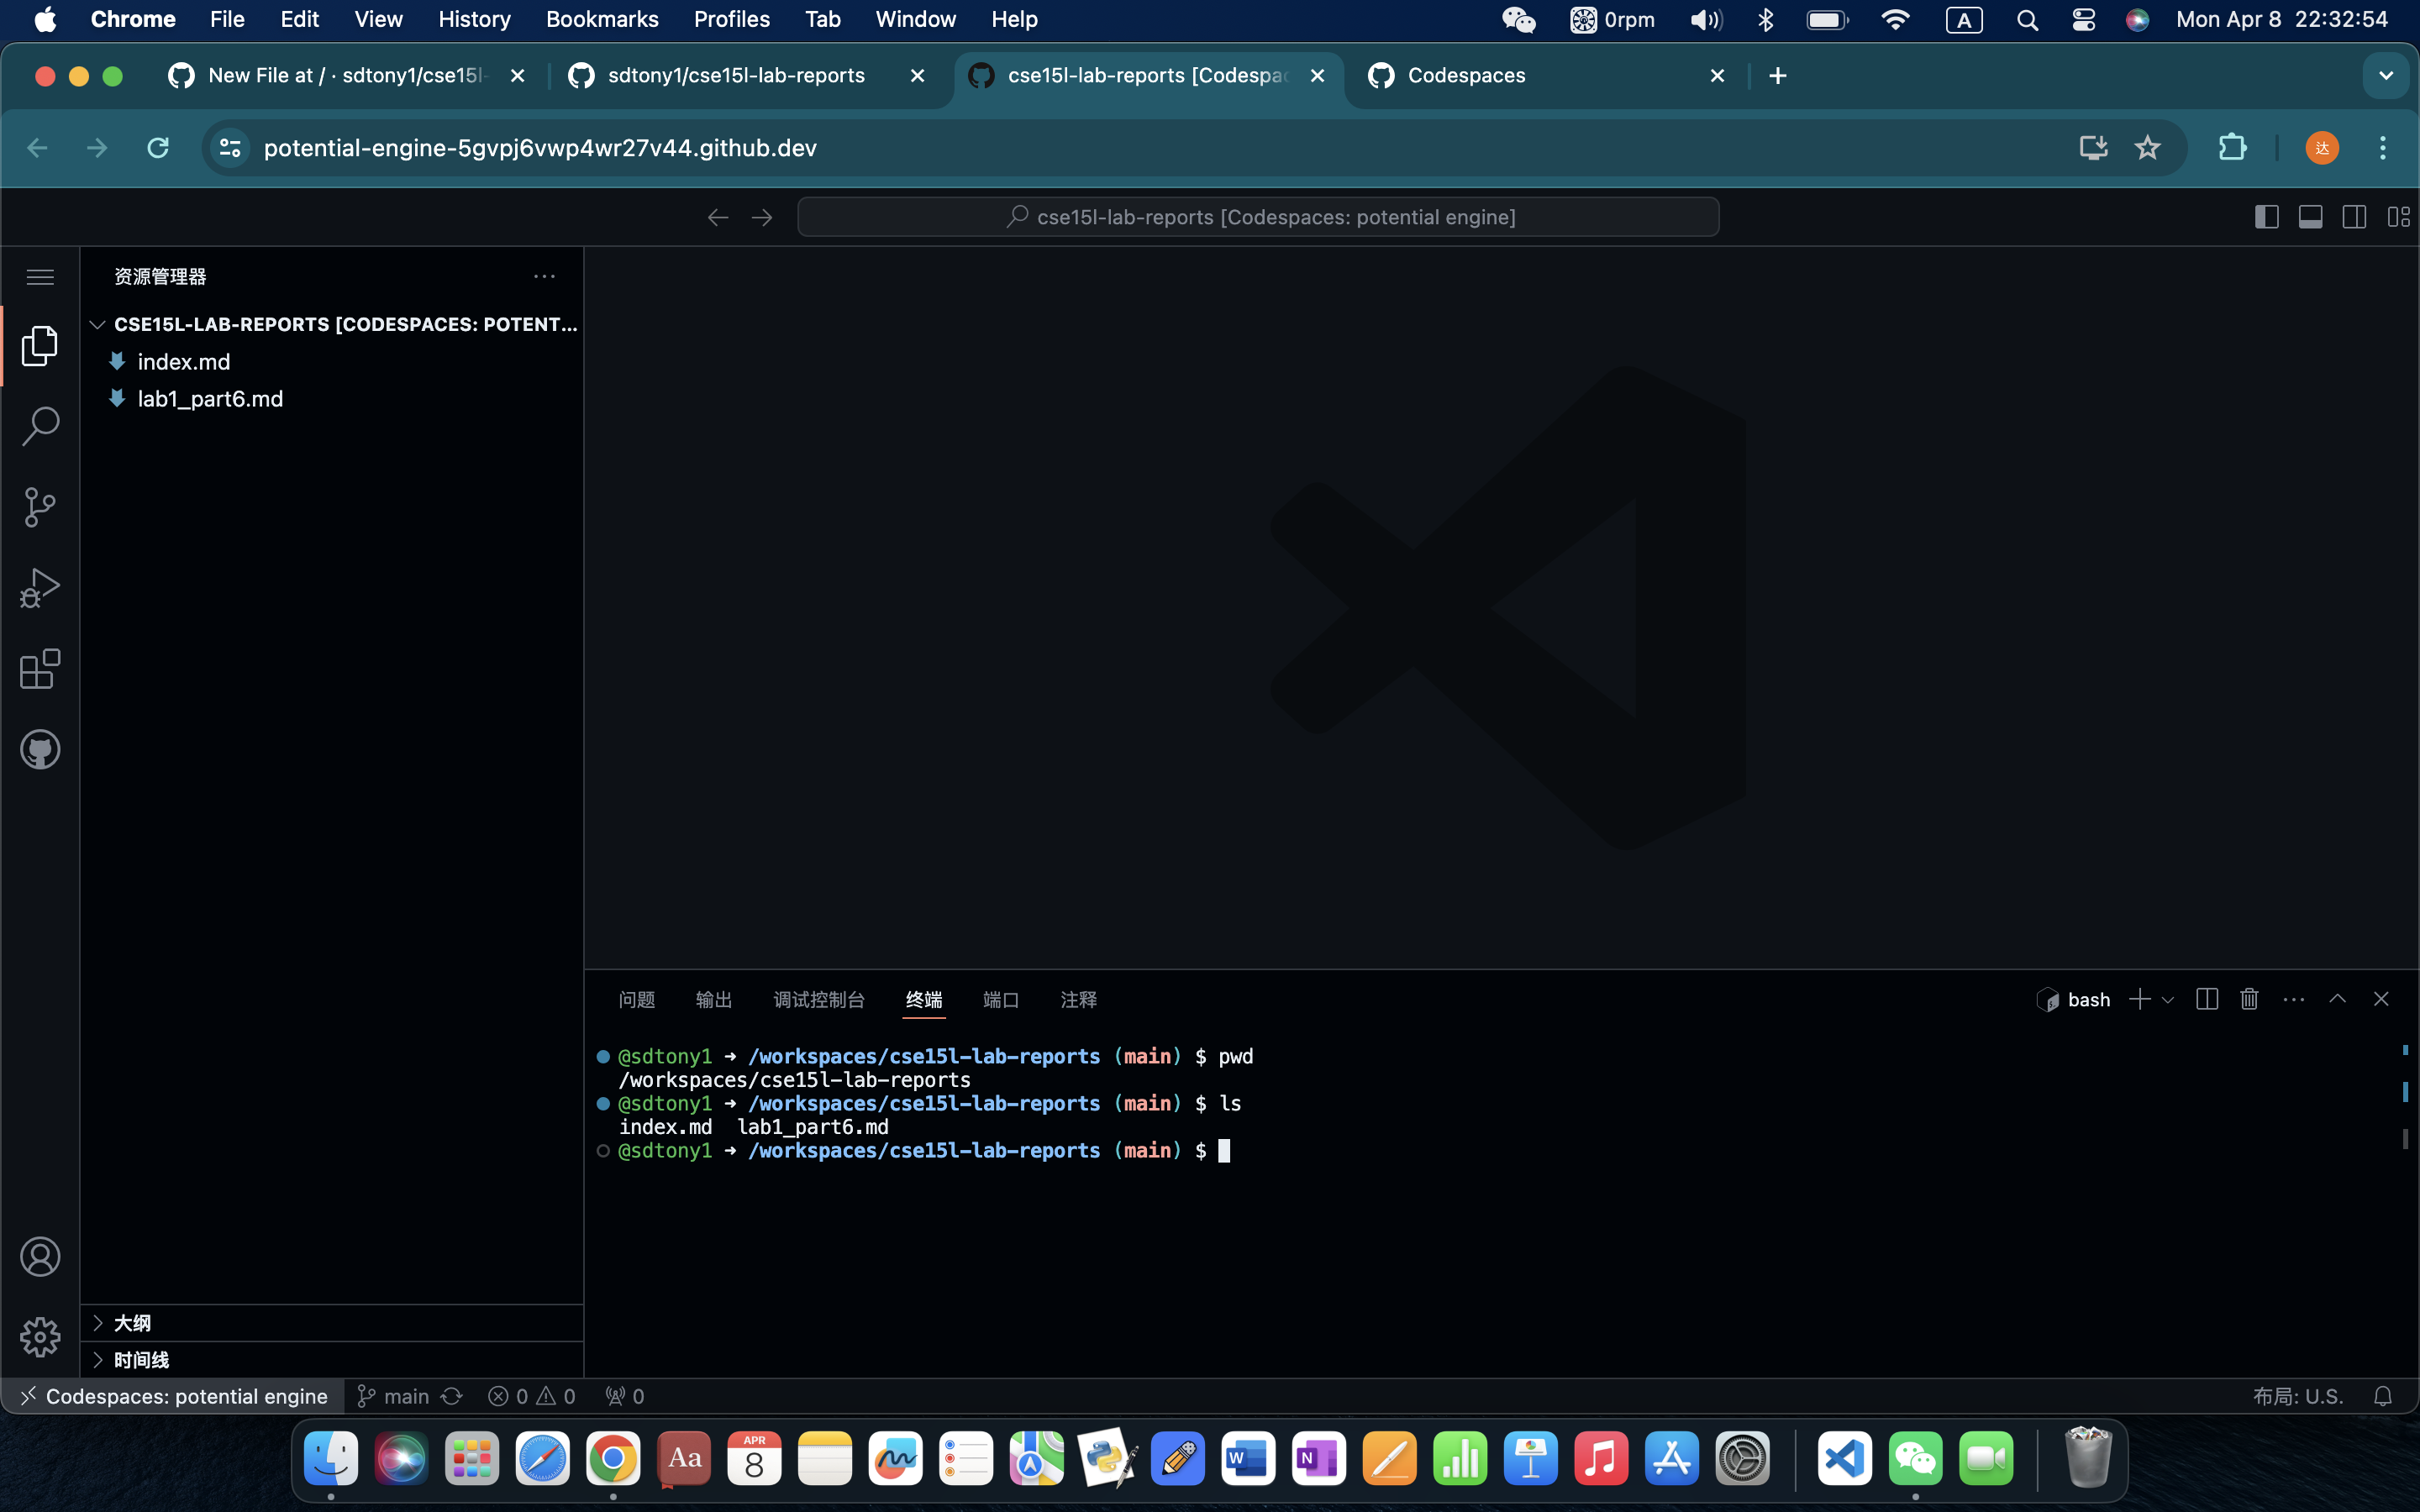 Chrome File Edit View History Bookmarks Profiles Tab Window Help 0rpm A Mon Apr 8 22:32:54
New File at / · sdtony1/cse15l- sdtony1/cse15l-lab-reports cse15l-lab-reports [Codespac Codespaces
potential-engine-5gvpj6vwp4wr27v44.github.dev 达
cse15l-lab-reports [Codespaces: potential engine]
资源管理器
CSE15L-LAB-REPORTS [CODESPACES: POTENT...
index.md
lab1_part6.md
问题 输出 调试控制台 终端 端口 注释 bash
@sdtony1 ➜ /workspaces/cse15l-lab-reports (main) $ pwd
/workspaces/cse15l-lab-reports
@sdtony1 ➜ /workspaces/cse15l-lab-reports (main) $ ls
index.md lab1_part6.md
@sdtony1 ➜ /workspaces/cse15l-lab-reports (main) $
大纲
时间线
Codespaces: potential engine main 0 0 0 布局: U.S.
Aa APR 8 W N